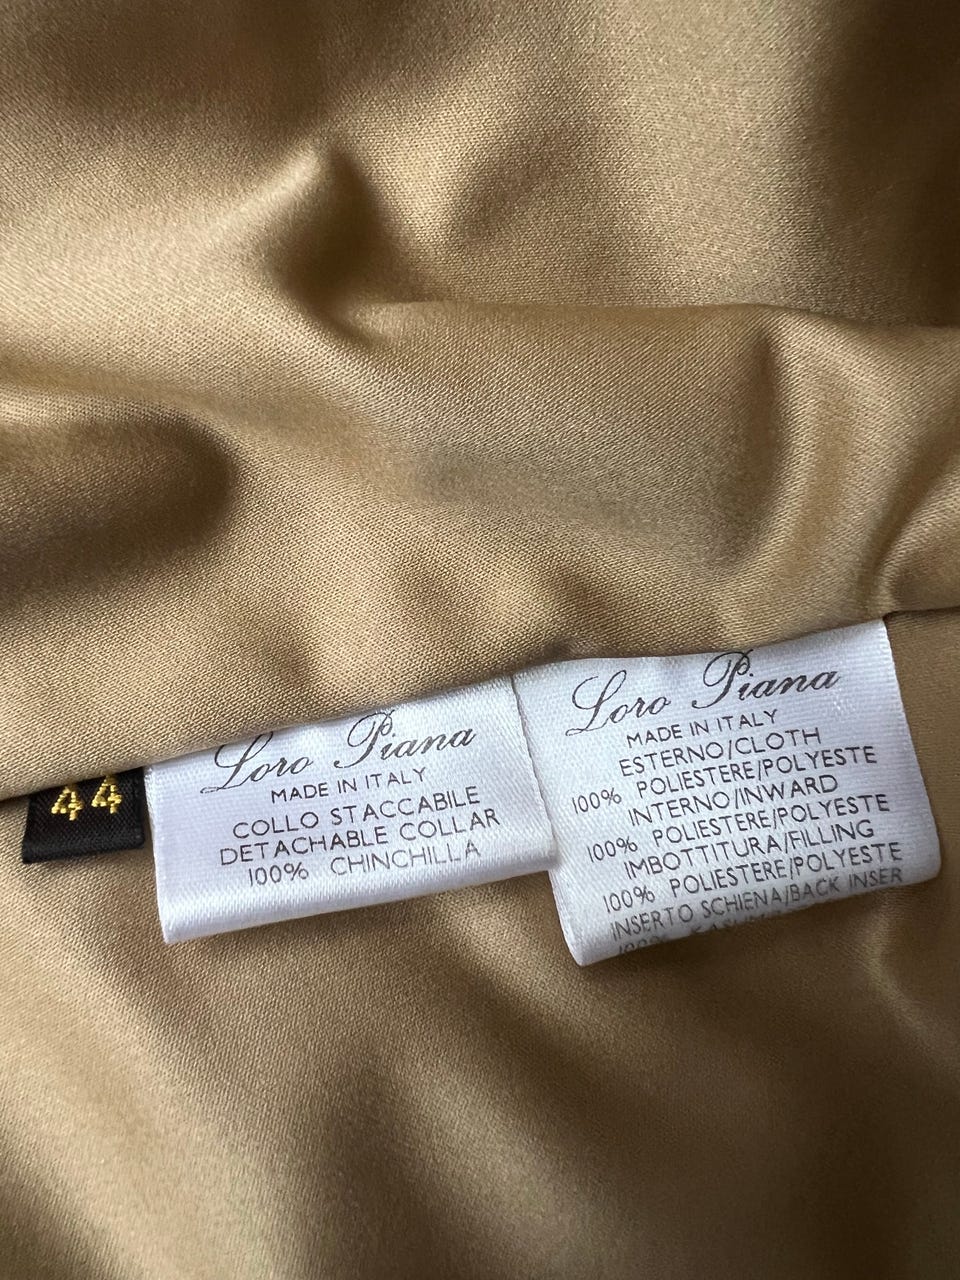 44
Loro Piana
MADE IN ITALY
COLLO STACCABILE
DETACHABLE COLLAR
100% CHINCHILLA
Loro Piana
MADE IN ITALY
ESTERNO/CLOTH
100% POLIESTERE/POLYESTE
INTERNO/INWARD
100% POLIESTERE/POLYESTE
IMBOTTITURA/FILLING
100% POLIESTERE/POLYESTE
INSERTO SCHIENA/BACK INSER
100%